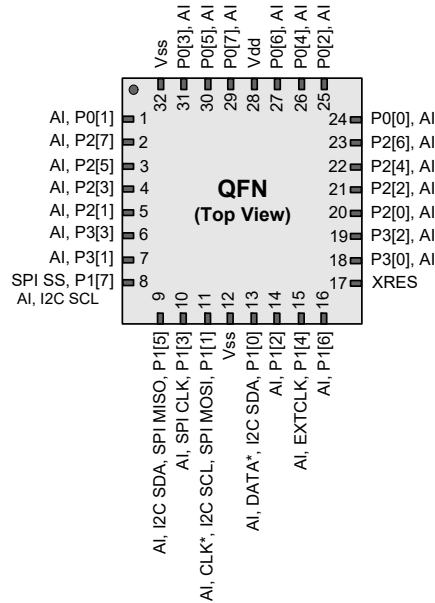 Vss
P0[3], AI
P0[5], AI
P0[7], AI
Vdd
P0[6], AI
P0[4], AI
P0[2], AI
32
31
30
29
28
27
26
25
AI, P0[1] 1
AI, P2[7] 2
AI, P2[5] 3
AI, P2[3] 4
AI, P2[1] 5
AI, P3[3] 6
AI, P3[1] 7
SPI SS, P1[7] 8
AI, I2C SCL
QFN
(Top View)
24 P0[0], AI
23 P2[6], AI
22 P2[4], AI
21 P2[2], AI
20 P2[0], AI
19 P3[2], AI
18 P3[0], AI
17 XRES
9
10
11
12
13
14
15
16
AI, I2C SDA, SPI MISO, P1[5]
AI, SPI CLK, P1[3]
AI, CLK*, I2C SCL, SPI MOSI, P1[1]
Vss
AI, DATA*, I2C SDA, P1[0]
AI, P1[2]
AI, EXTCLK, P1[4]
AI, P1[6]